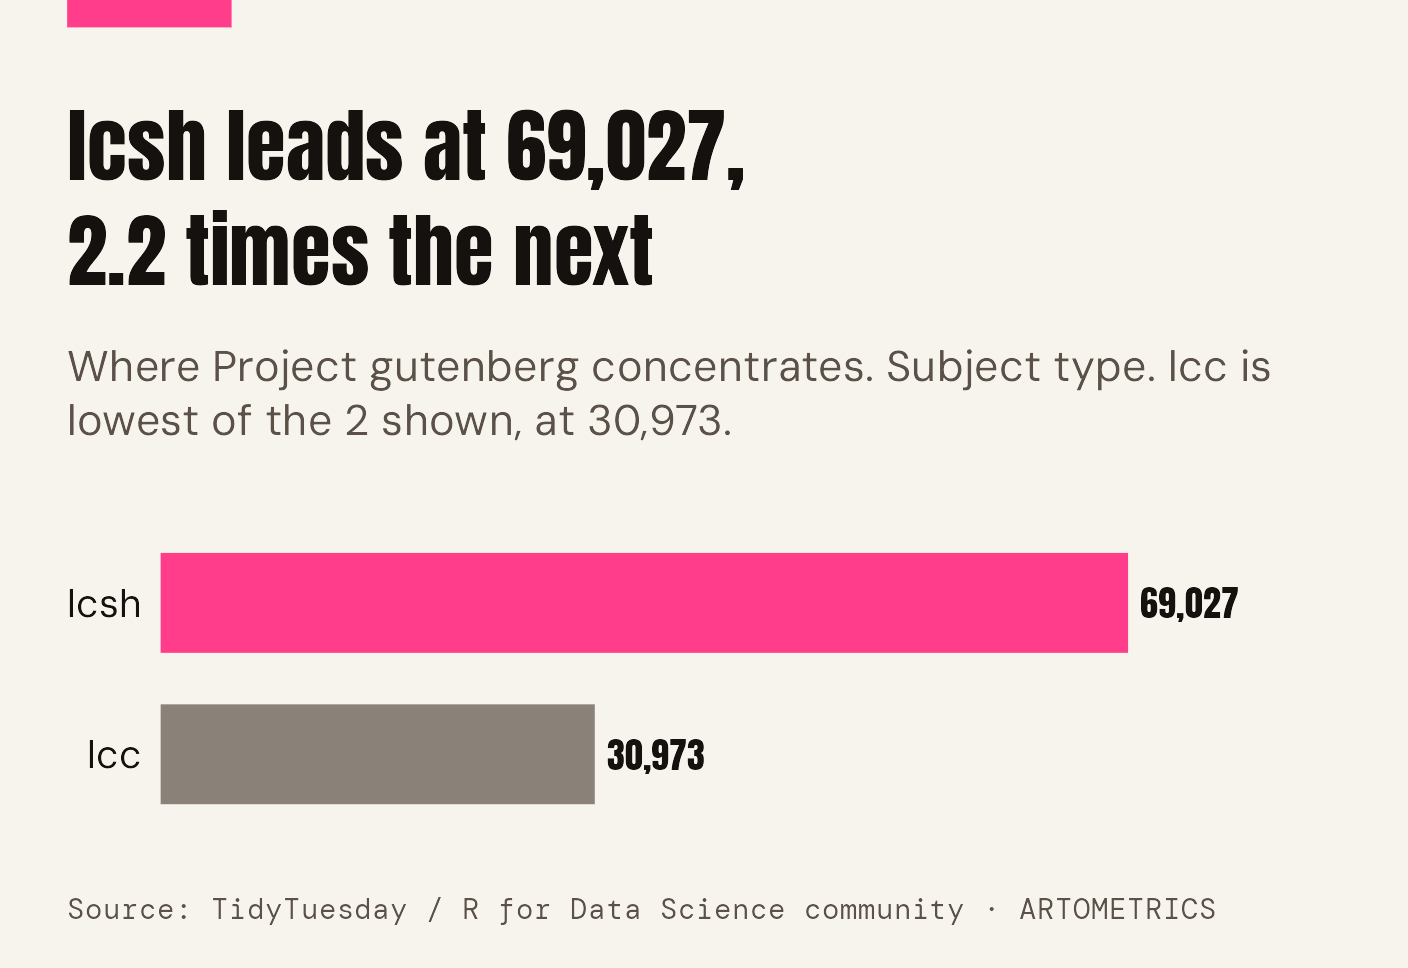 lcsh leads at 69,027,
2.2 times the next
Where Project gutenberg concentrates. Subject type. lcc is
lowest of the 2 shown, at 30,973.
lcsh
69,027
lcc
30,973
Source: TidyTuesday / R for Data Science community · ARTOMETRICS